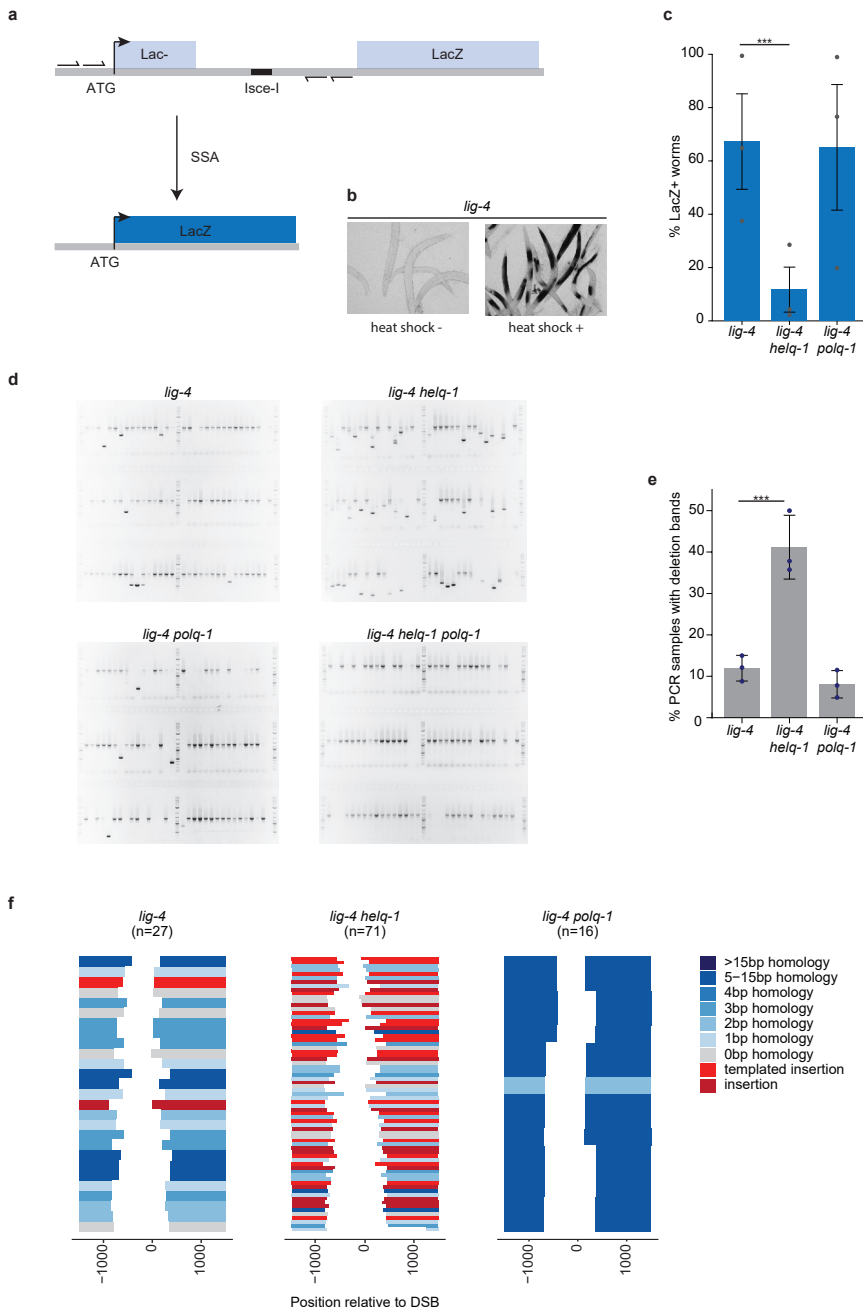 a
Lac-
LacZ
ATG
Isce-I
SSA
LacZ
ATG
b
lig-4
heat shock -
heat shock +
c
***
% LacZ+ worms
100
80
60
40
20
0
lig-4
lig-4
helq-1
lig-4
polq-1
d
lig-4
lig-4 helq-1
lig-4 polq-1
lig-4 helq-1 polq-1
e
***
% PCR samples with deletion bands
50
40
30
20
10
0
lig-4
lig-4
helq-1
lig-4
polq-1
f
lig-4
(n=27)
lig-4 helq-1
(n=71)
lig-4 polq-1
(n=16)
>15bp homology
5−15bp homology
4bp homology
3bp homology
2bp homology
1bp homology
0bp homology
templated insertion
insertion
−1000
0
1000
−1000
0
1000
−1000
0
1000
Position relative to DSB